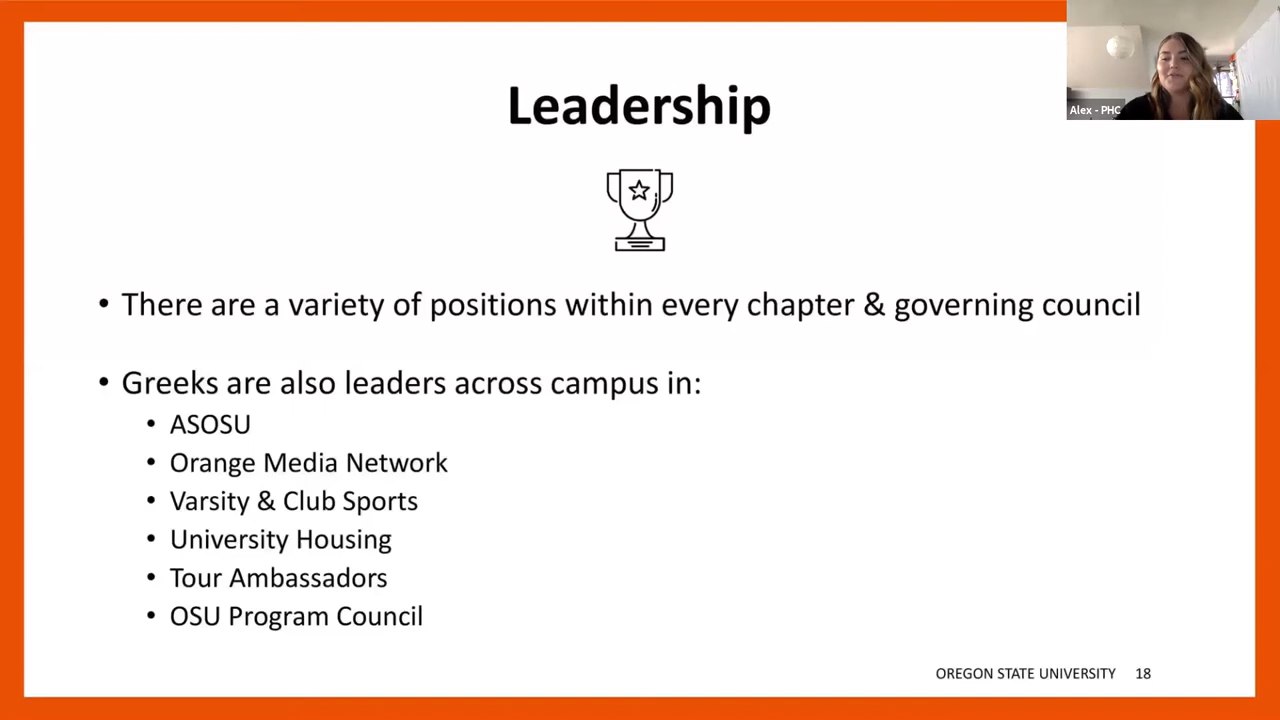 Leadership
Alex - PHC
• There are a variety of positions within every chapter & governing council
• Greeks are also leaders across campus in:
• ASOSU
• Orange Media Network
• Varsity & Club Sports
• University Housing
• Tour Ambassadors
• OSU Program Council
OREGON STATE UNIVERSITY 18